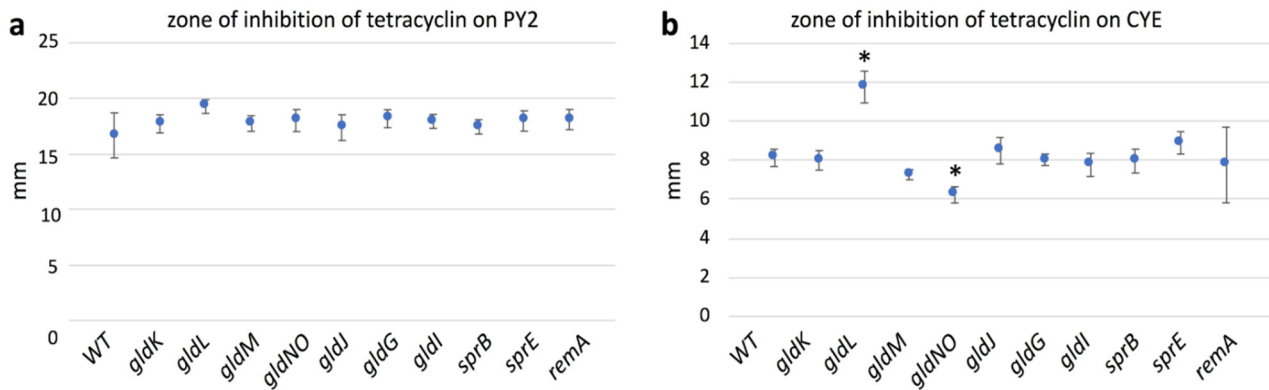 a
zone of inhibition of tetracyclin on PY2
25
20
15
10
5
0
mm
WT
gldK
gldL
gldM
gldNO
gldJ
gldG
gldI
sprB
sprE
remA
b
zone of inhibition of tetracyclin on CYE
14
12
10
8
6
4
2
0
mm
*
*
WT
gldK
gldL
gldM
gldNO
gldJ
gldG
gldI
sprB
sprE
remA